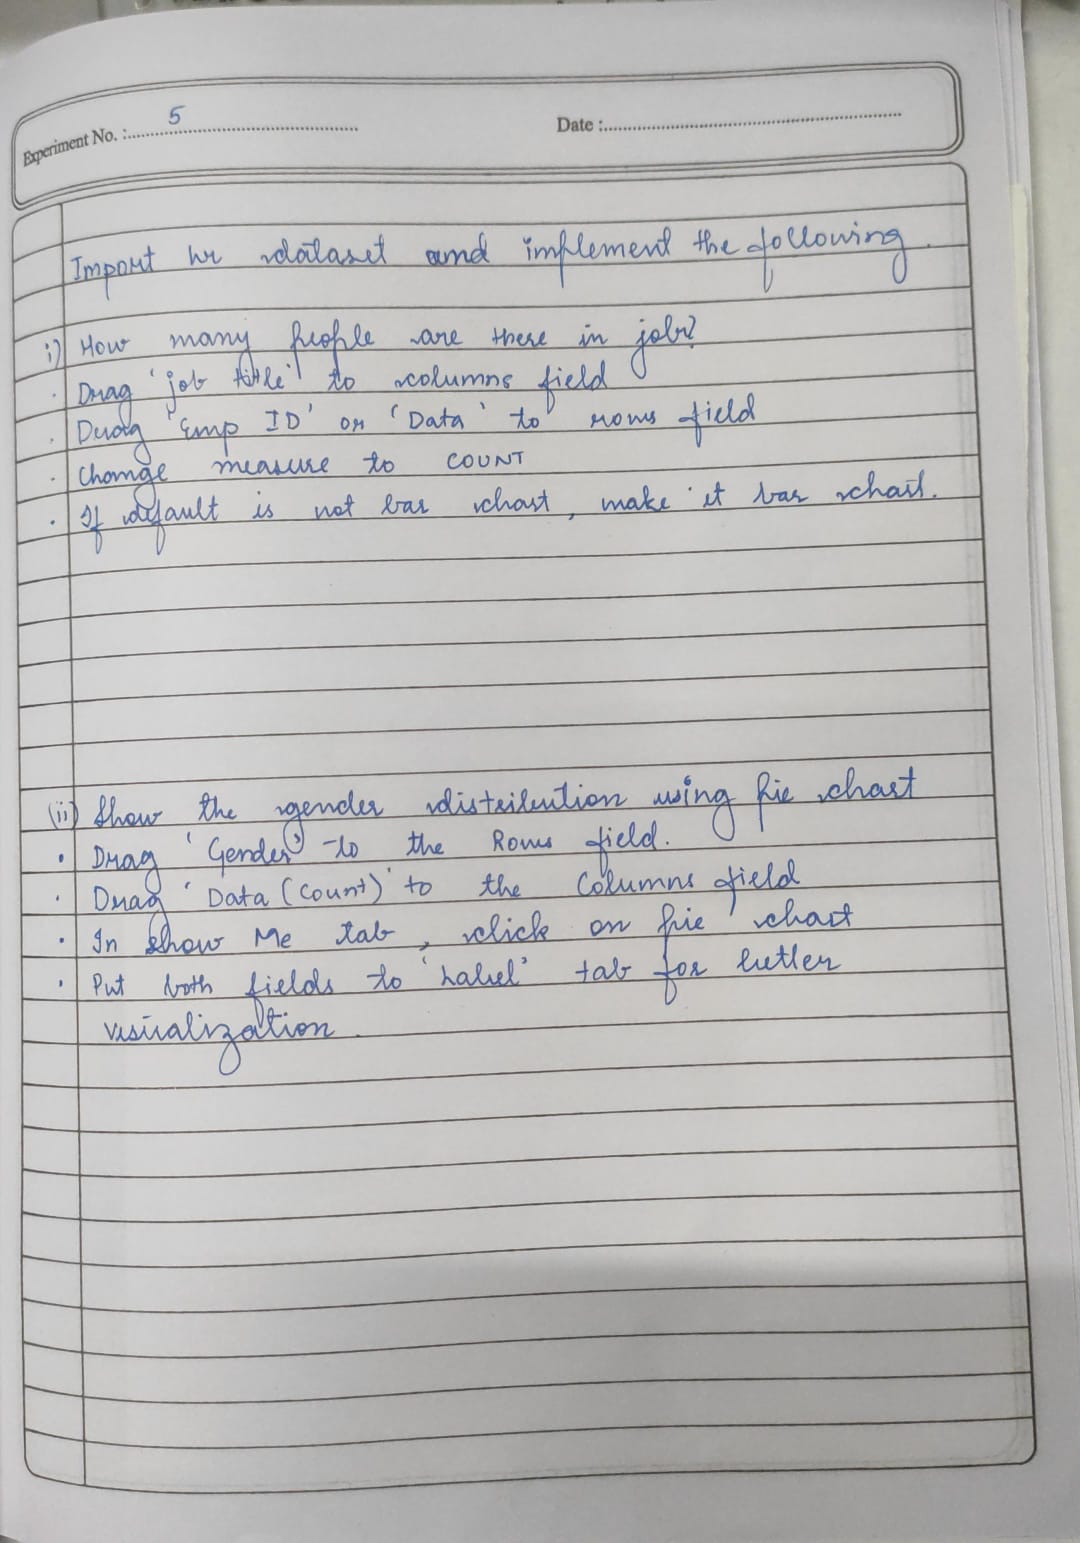 Experiment No. : 5
Date :
Import hr dataset and implement the following.
i) How many people are there in job?
· Drag 'job title' to columns field
· Drag 'Emp ID' or 'Data' to rows field
· Change measure to COUNT
· If default is not bar chart, make it bar chart.
(ii) Show the gender distribution using pie chart
· Drag 'Gender' to the Rows field.
· Drag 'Data (Count)' to the Columns field
· In Show Me tab, click on pie chart
· Put both fields to 'Label' tab for better
visualization.